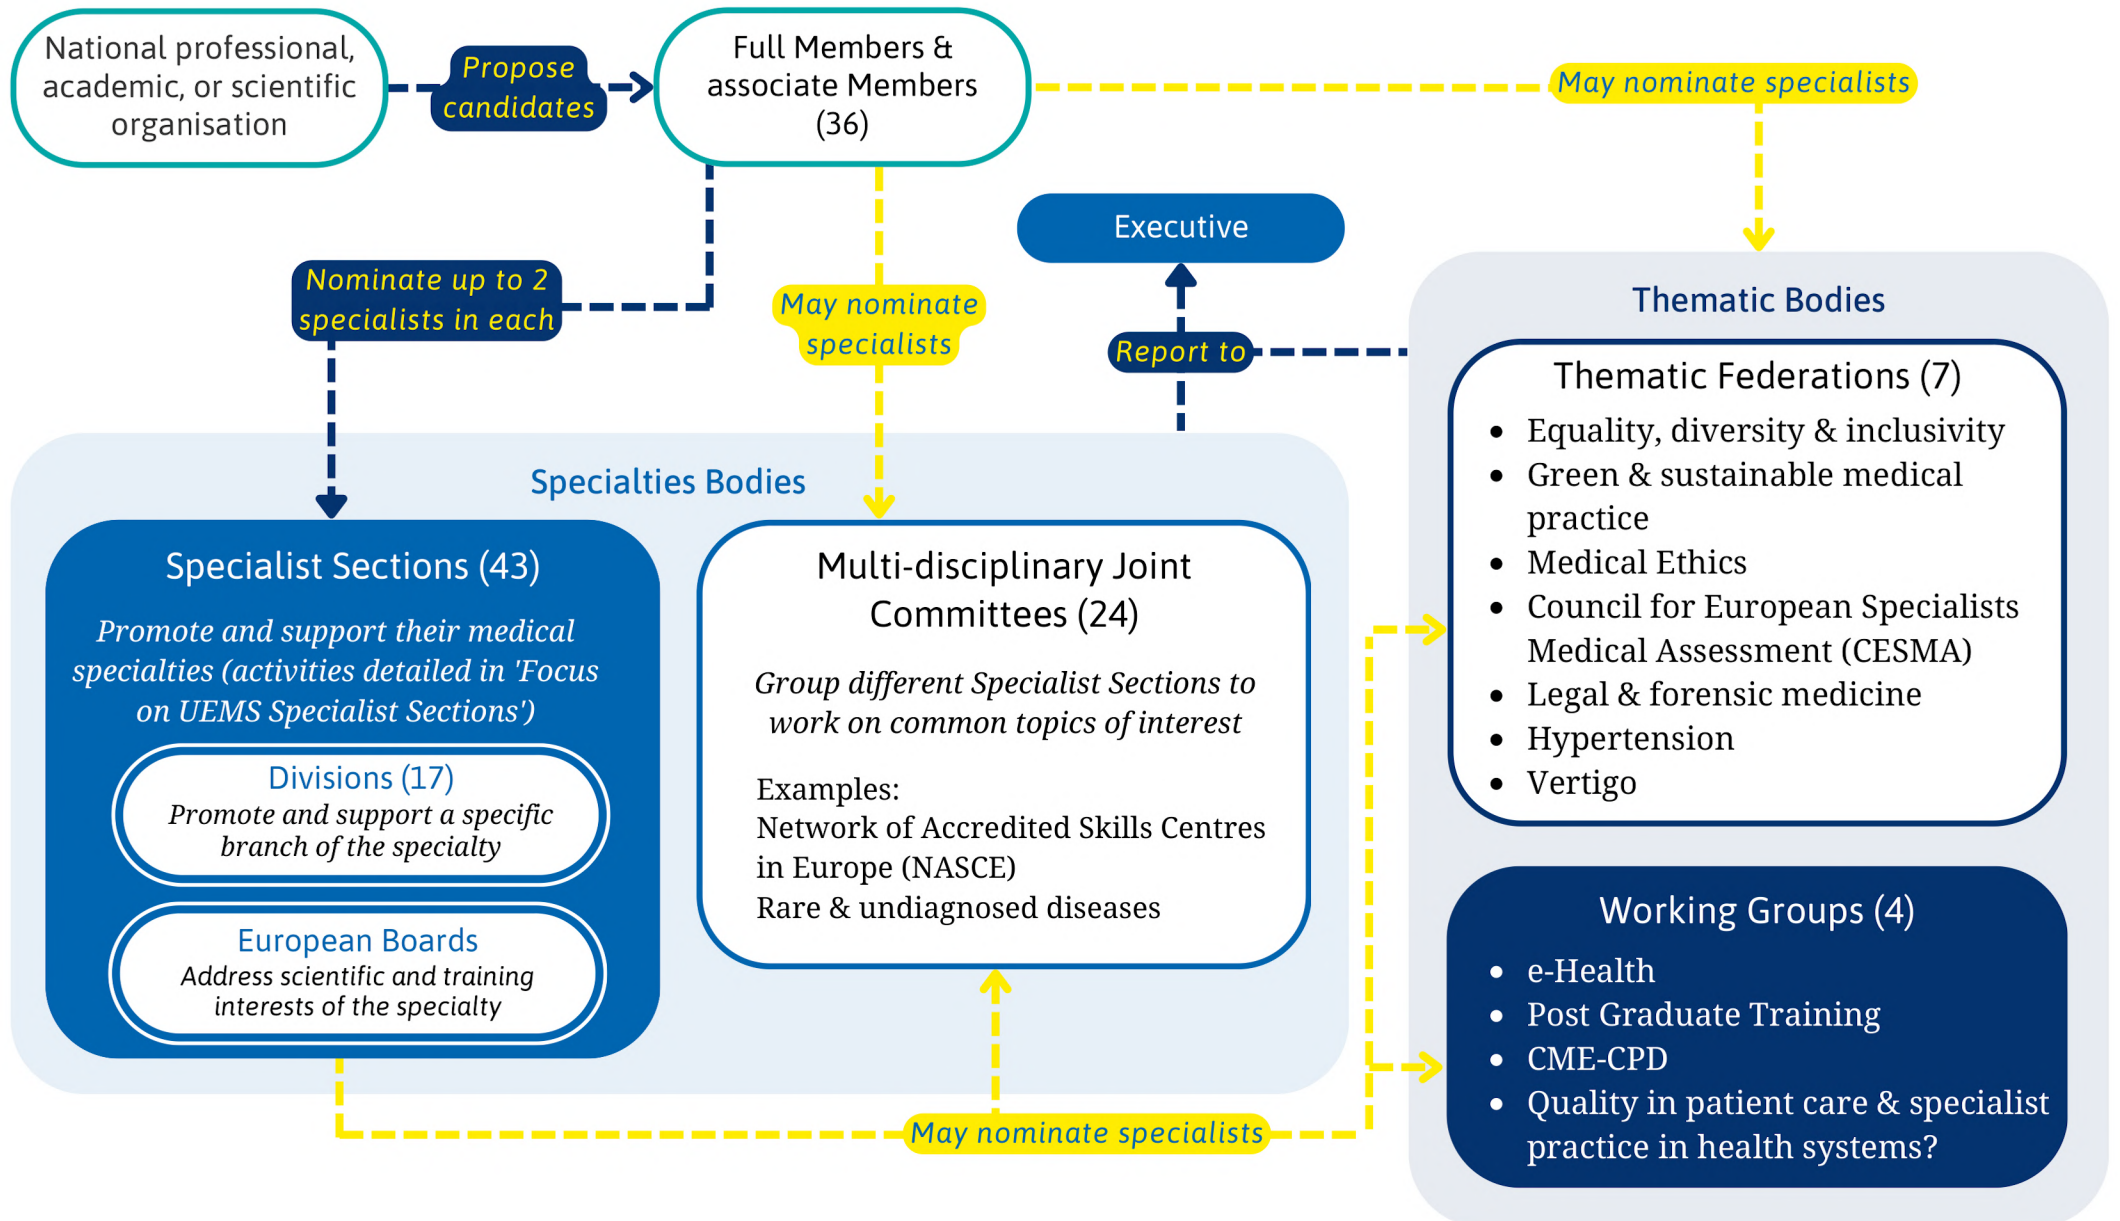 National professional,
academic, or scientific
organisation
Propose
candidates
Full Members &
associate Members
(36)
May nominate specialists
Executive
Nominate up to 2
specialists in each
May nominate
specialists
Report to
Specialties Bodies
Specialist Sections (43)
Promote and support their medical
specialties (activities detailed in 'Focus
on UEMS Specialist Sections')
Divisions (17)
Promote and support a specific
branch of the specialty
European Boards
Address scientific and training
interests of the specialty
Multi-disciplinary Joint
Committees (24)
Group different Specialist Sections to
work on common topics of interest
Examples:
Network of Accredited Skills Centres
in Europe (NASCE)
Rare & undiagnosed diseases
May nominate specialists
Thematic Bodies
Thematic Federations (7)
• Equality, diversity & inclusivity
• Green & sustainable medical
practice
• Medical Ethics
• Council for European Specialists
Medical Assessment (CESMA)
• Legal & forensic medicine
• Hypertension
• Vertigo
Working Groups (4)
• e-Health
• Post Graduate Training
• CME-CPD
• Quality in patient care & specialist
practice in health systems?